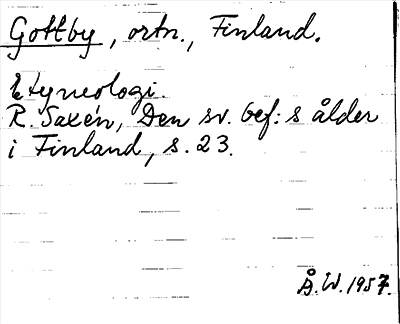 Gottby, ortn., Finland.
Etymologi.
R. Saxén, Den sv. bef:s ålder
i Finland, s. 23.
Å. W. 1957.